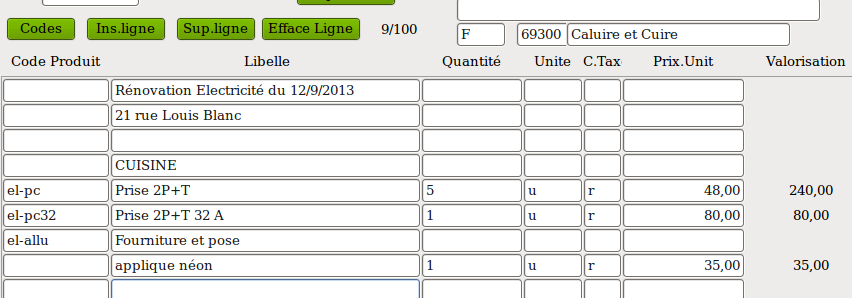 Codes Ins.ligne Sup.ligne Efface Ligne 9/100
F 69300 Caluire et Cuire
Code Produit Libelle Quantité Unite C.Tax Prix.Unit Valorisation
Rénovation Electricité du 12/9/2013
21 rue Louis Blanc
CUISINE
el-pc Prise 2P+T 5 u r 48,00 240,00
el-pc32 Prise 2P+T 32 A 1 u r 80,00 80,00
el-allu Fourniture et pose
applique néon 1 u r 35,00 35,00